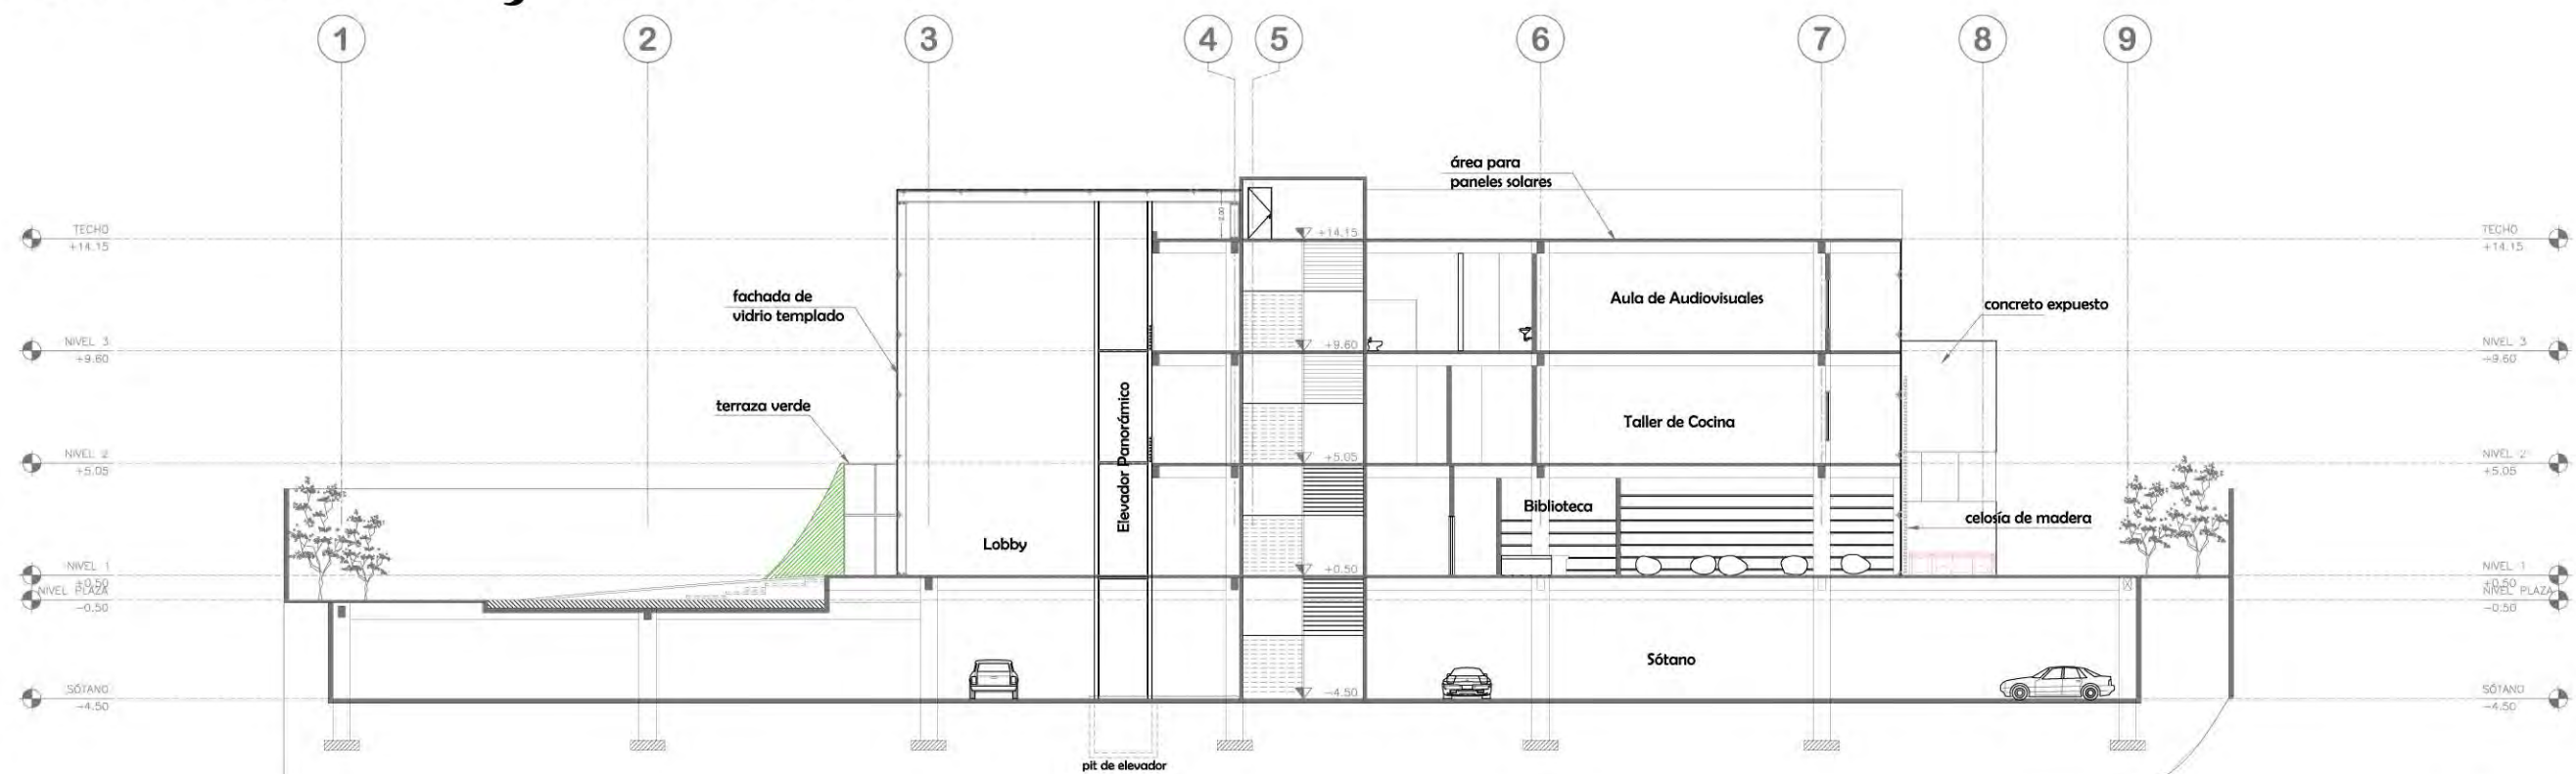 1 2 3 4 5 6 7 8 9
área para
paneles solares
TECHO
+14.15
2.00
+14.15
TECHO
+14.15
fachada de
vidrio templado
Aula de Audiovisuales
concreto expuesto
NIVEL 3
+9.60
+9.60
NIVEL 3
+9.60
Elevador Panorámico
terraza verde
Taller de Cocina
NIVEL 2
+5.05
+5.05
NIVEL 2
+5.05
Biblioteca
celosía de madera
Lobby
NIVEL 1
+0.50
+0.50
NIVEL 1
+0.50
NIVEL PLAZA
-0.50
NIVEL PLAZA
-0.50
Sótano
SÓTANO
-4.50
-4.50
SÓTANO
-4.50
pit de elevador